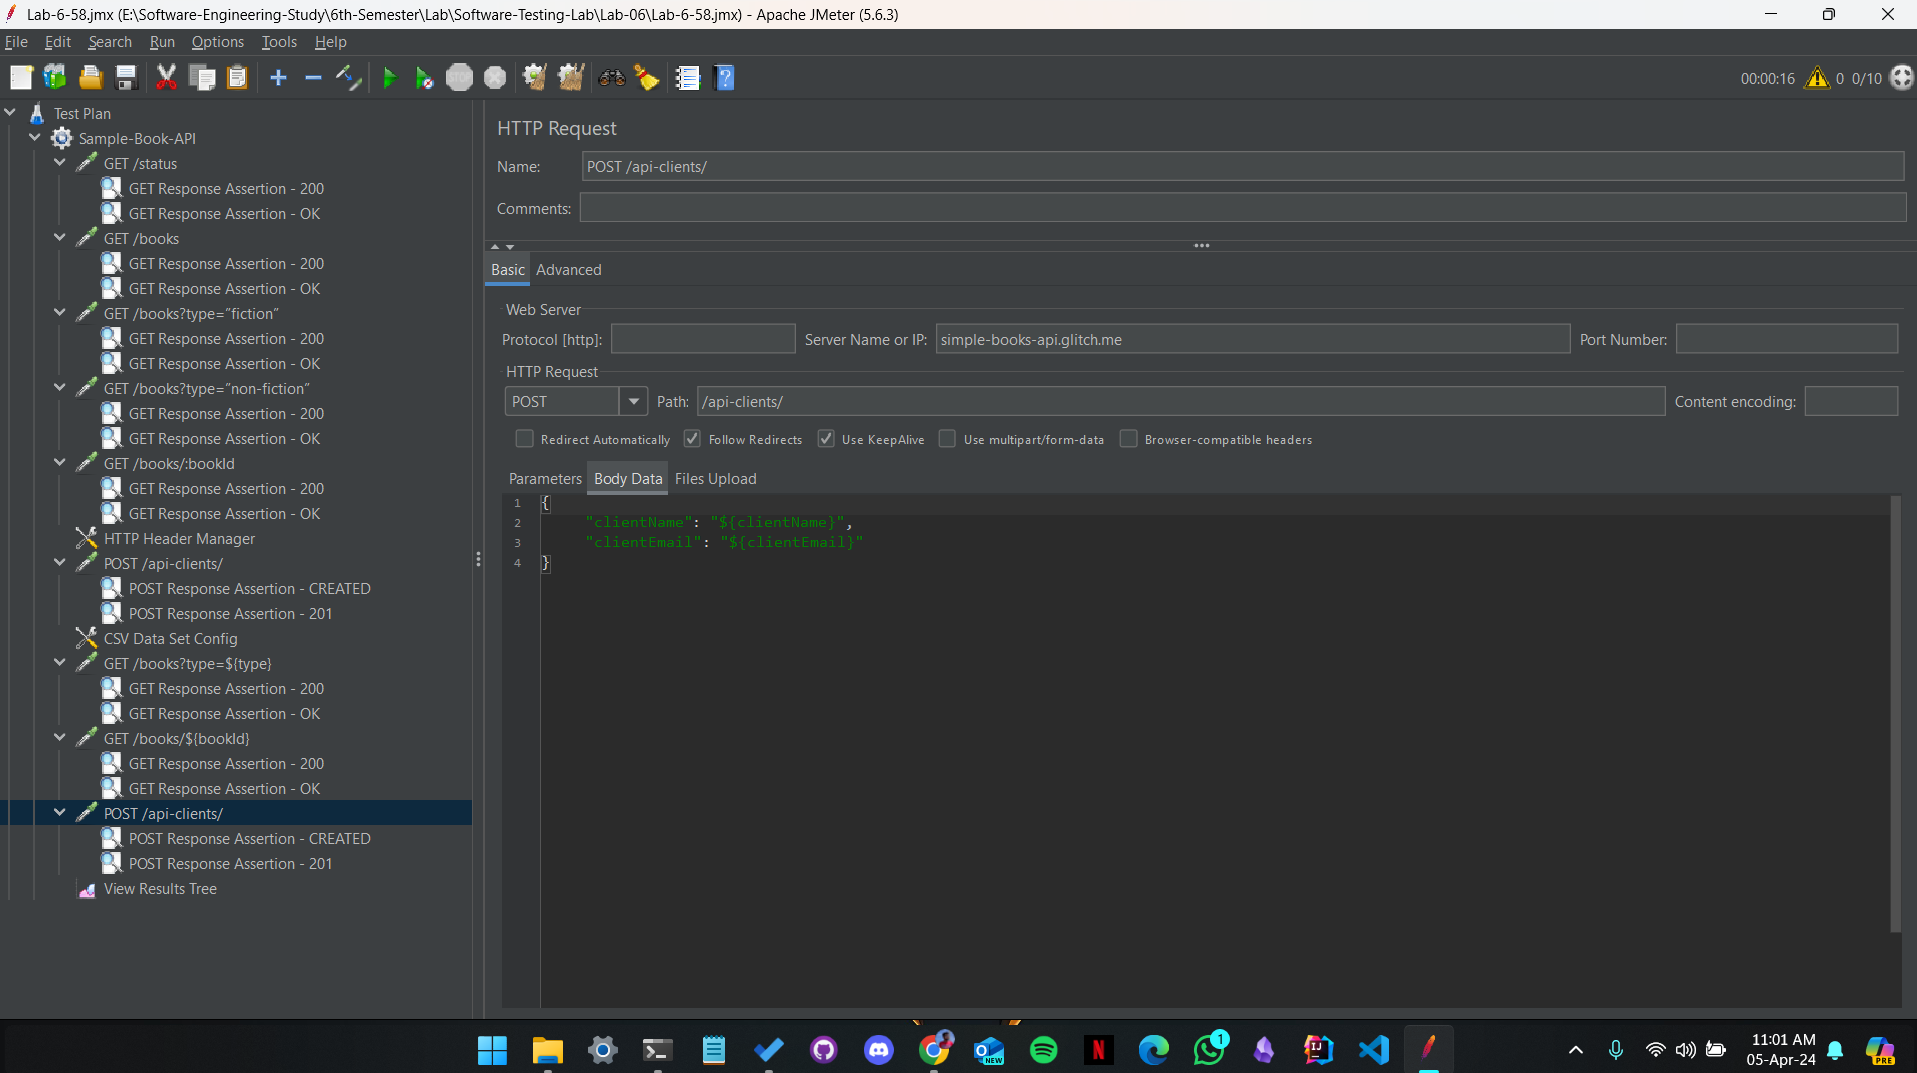 Lab-6-58.jmx (E:\Software-Engineering-Study\6th-Semester\Lab\Software-Testing-Lab\Lab-06\Lab-6-58.jmx) - Apache JMeter (5.6.3)
File Edit Search Run Options Tools Help
STOP
00:00:16 0 0/10
Test Plan
Sample-Book-API
GET /status
GET Response Assertion - 200
GET Response Assertion - OK
GET /books
GET Response Assertion - 200
GET Response Assertion - OK
GET /books?type="fiction"
GET Response Assertion - 200
GET Response Assertion - OK
GET /books?type="non-fiction"
GET Response Assertion - 200
GET Response Assertion - OK
GET /books/:bookId
GET Response Assertion - 200
GET Response Assertion - OK
HTTP Header Manager
POST /api-clients/
POST Response Assertion - CREATED
POST Response Assertion - 201
CSV Data Set Config
GET /books?type=${type}
GET Response Assertion - 200
GET Response Assertion - OK
GET /books/${bookId}
GET Response Assertion - 200
GET Response Assertion - OK
POST /api-clients/
POST Response Assertion - CREATED
POST Response Assertion - 201
View Results Tree
HTTP Request
Name: POST /api-clients/
Comments:
Basic Advanced
Web Server
Protocol [http]: Server Name or IP: simple-books-api.glitch.me Port Number:
HTTP Request
POST Path: /api-clients/ Content encoding:
Redirect Automatically Follow Redirects Use KeepAlive Use multipart/form-data Browser-compatible headers
Parameters Body Data Files Upload
1 {
2 "clientName": "${clientName}",
3 "clientEmail": "${clientEmail}"
4 }
NEW
N
1
IJ
11:01 AM
05-Apr-24
PRE